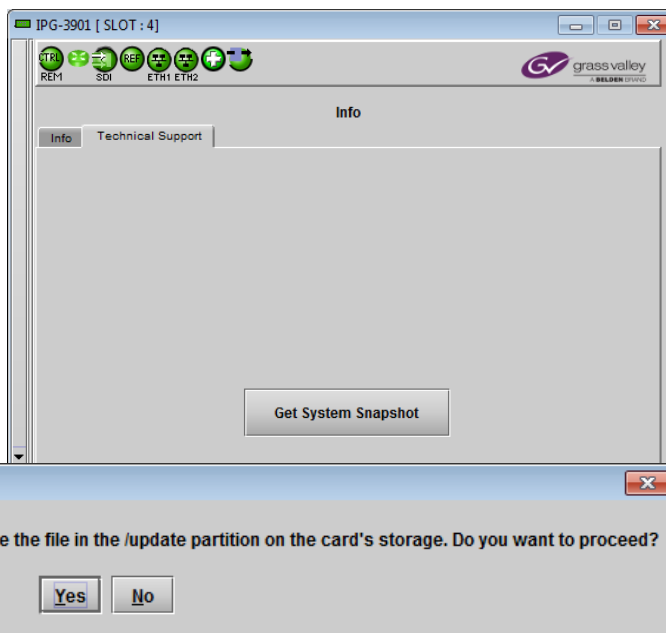 IPG-3901 [ SLOT : 4]
CTRL REF
REM SDI ETH1 ETH2
GV grass valley
A BELDEN BRAND
Info
Info Technical Support
Get System Snapshot
e the file in the /update partition on the card's storage. Do you want to proceed?
Yes No